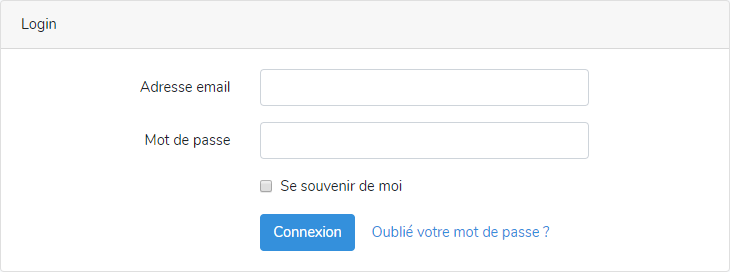 Login
Adresse email
Mot de passe
Se souvenir de moi
Connexion Oublié votre mot de passe ?